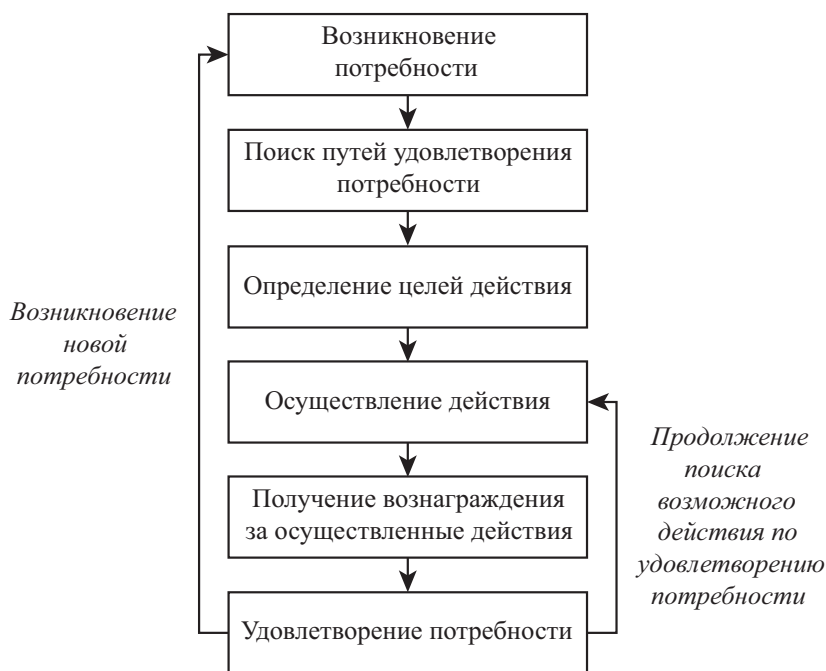 Возникновение
потребности
Поиск путей удовлетворения
потребности
Определение целей действия
Возникновение
новой
потребности
Осуществление действия
Продолжение
поиска
возможного
действия по
удовлетворению
потребности
Получение вознаграждения
за осуществленные действия
Удовлетворение потребности